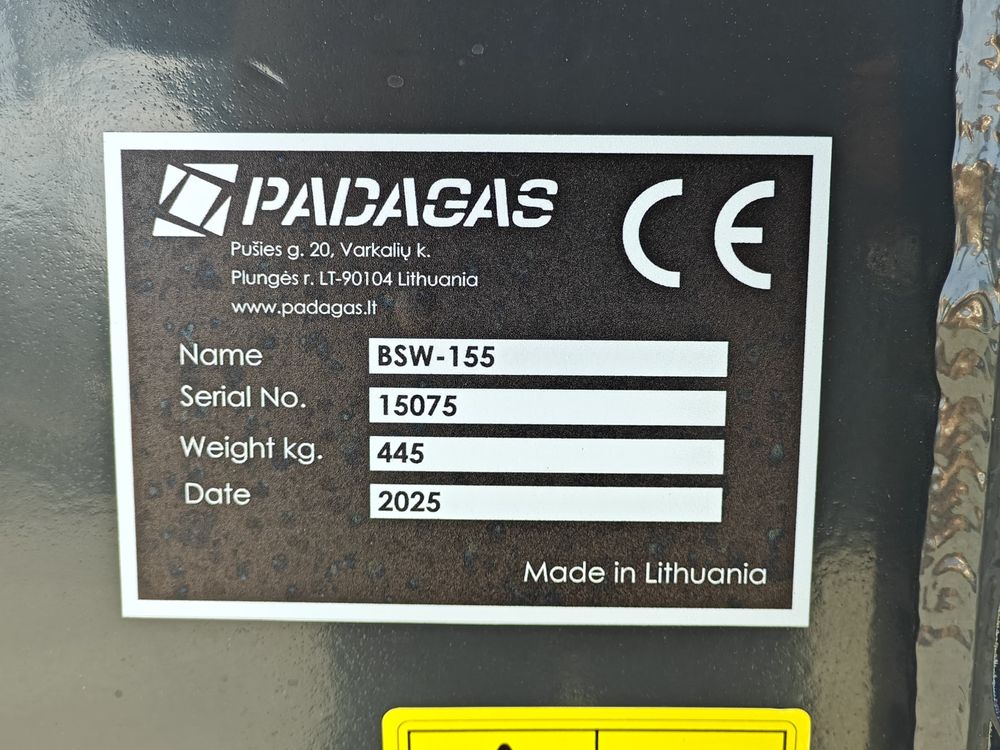 PADAGAS
CE
Pušies g. 20, Varkalių k.
Plungės r. LT-90104 Lithuania
www.padagas.lt
Name BSW-155
Serial No. 15075
Weight kg. 445
Date 2025
Made in Lithuania